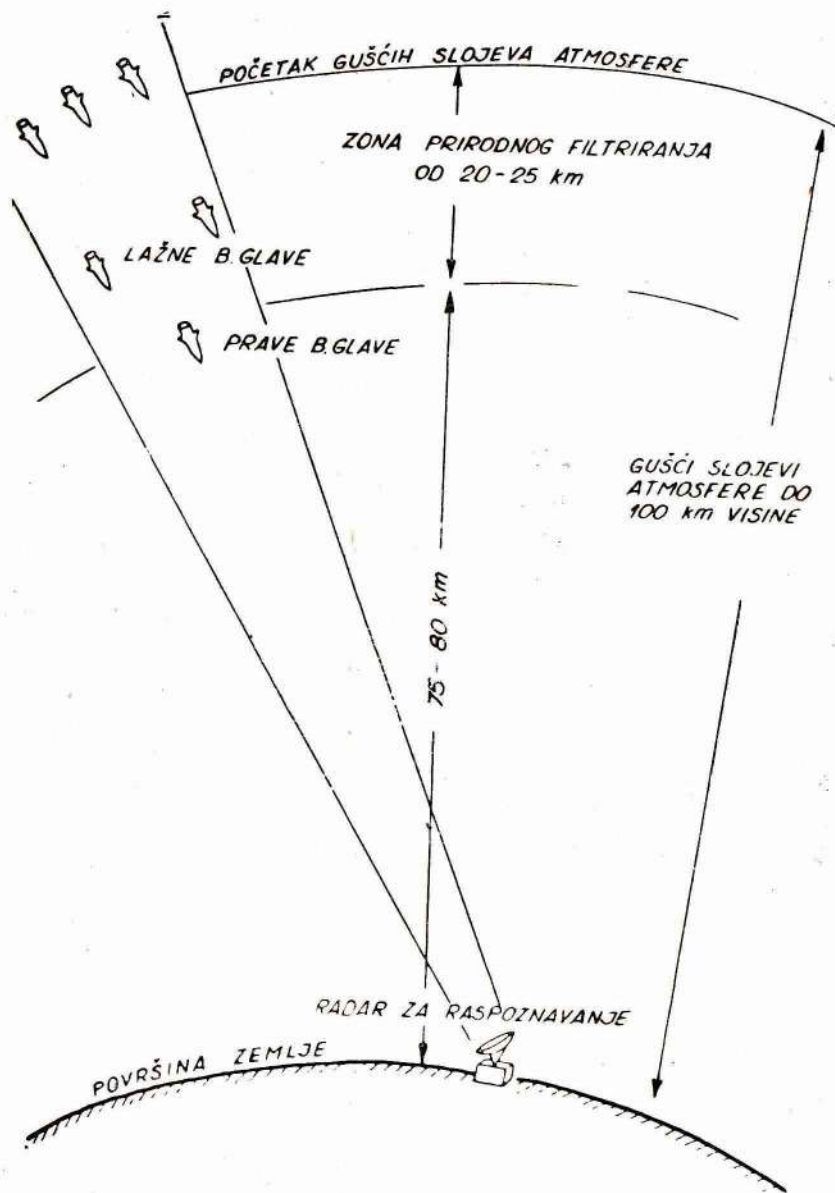 POČETAK GUŠĆIH SLOJEVA ATMOSFERE
ZONA PRIRODNOG FILTRIRANJA
OD 20-25 km
LAŽNE B.GLAVE
PRAVE B.GLAVE
GUŠĆI SLOJEVI
ATMOSFERE DO
100 km VISINE
75-80 km
RADAR ZA RASPOZNAVANJE
POVRŠINA ZEMLJE